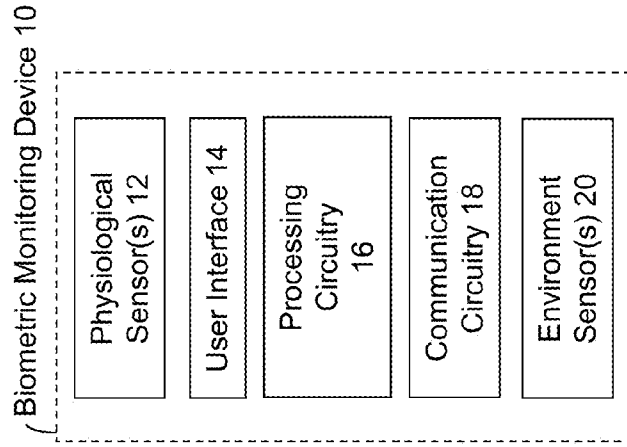 Biometric Monitoring Device 10
Physiological
Sensor(s) 12
User Interface 14
Processing
Circuitry
16
Communication
Circuitry 18
Environment
Sensor(s) 20